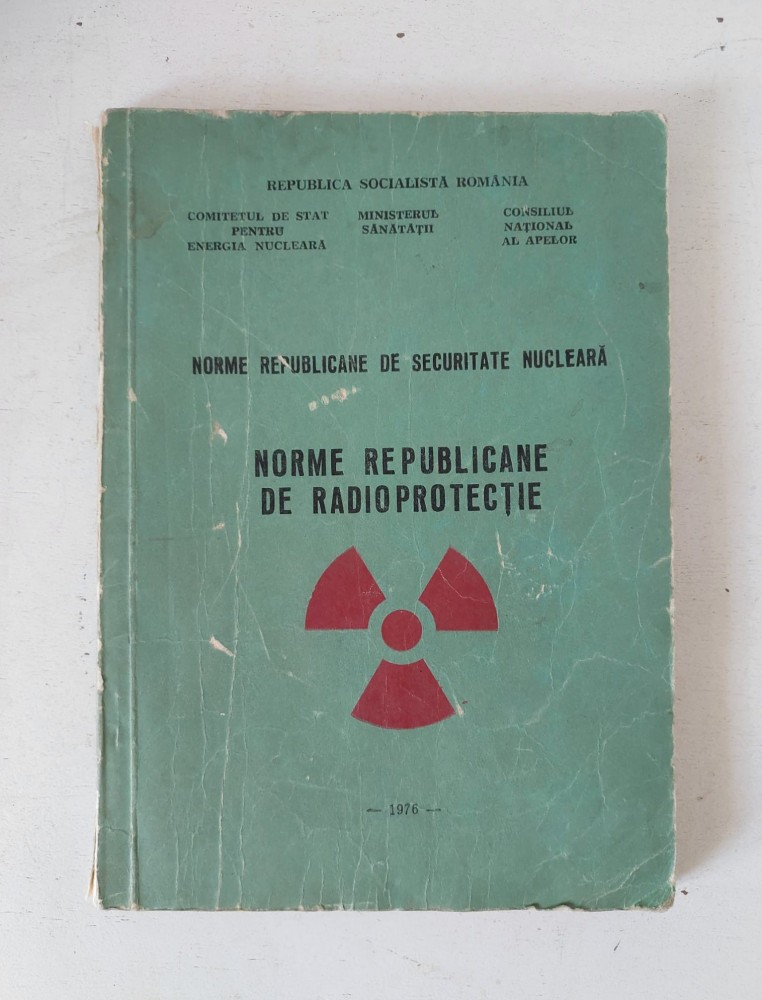 REPUBLICA SOCIALISTĂ ROMÂNIA
COMITETUL DE STAT
PENTRU
ENERGIA NUCLEARĂ
MINISTERUL
SĂNĂTĂȚII
CONSILIUL
NAȚIONAL
AL APELOR
NORME REPUBLICANE DE SECURITATE NUCLEARĂ
NORME REPUBLICANE
DE RADIOPROTECȚIE
— 1976 —